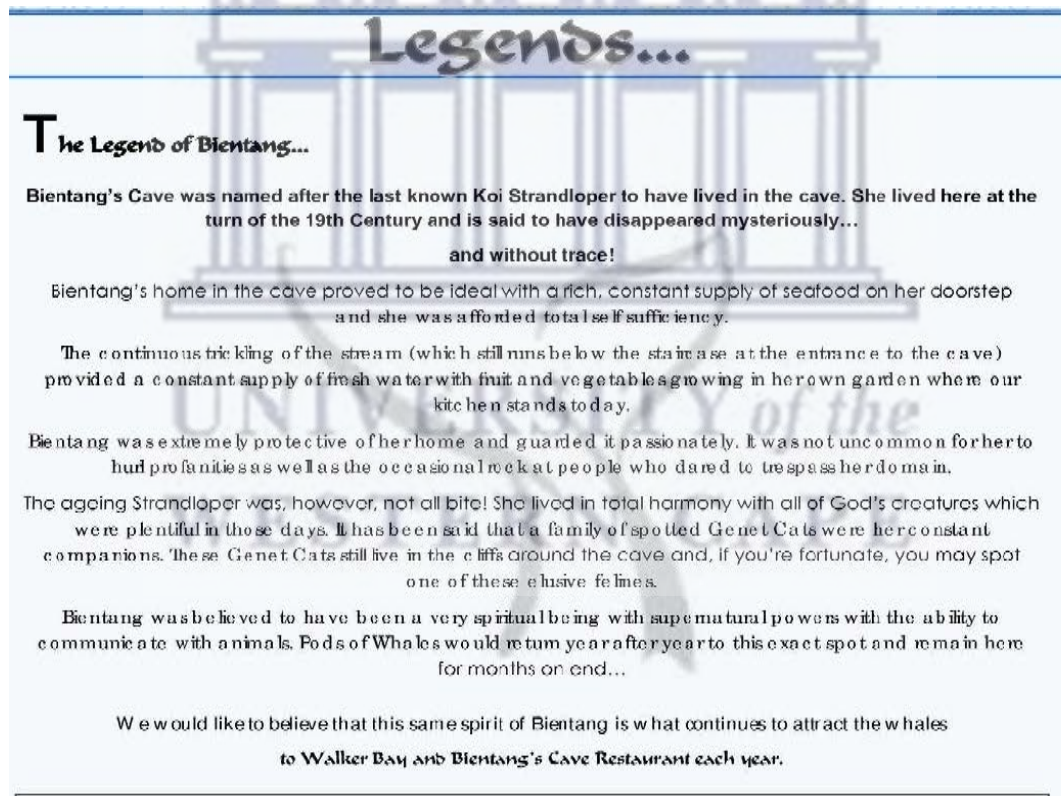 Legends...
The Legend of Bientang...
Bientang's Cave was named after the last known Koi Strandloper to have lived in the cave. She lived here at the
turn of the 19th Century and is said to have disappeared mysteriously...
and without trace!
Bientang's home in the cave proved to be ideal with a rich, constant supply of seafood on her doorstep
and she was afforded total self sufficiency.
The continuous trickling of the stream (which still runs below the staircase at the entrance to the cave)
provided a constant supply of fresh water with fruit and vegetables growing in her own garden where our
kitchen stands today.
Bientang was extremely protective of her home and guarded it passionately. It was not uncommon for her to
hurl profanities as well as the occasional rock at people who dared to trespass her domain.
The ageing Strandloper was, however, not all bite! She lived in total harmony with all of God's creatures which
were plentiful in those days. It has been said that a family of spotted Genet Cats were her constant
companions. These Genet Cats still live in the cliffs around the cave and, if you're fortunate, you may spot
one of these elusive felines.
Bientang was believed to have been a very spiritual being with supernatural powers with the ability to
communicate with animals. Pods of Whales would return year after year to this exact spot and remain here
for months on end...
We would like to believe that this same spirit of Bientang is what continues to attract the whales
to Walker Bay and Bientang's Cave Restaurant each year.
UNIVERSITY of the
WESTERN CAPE